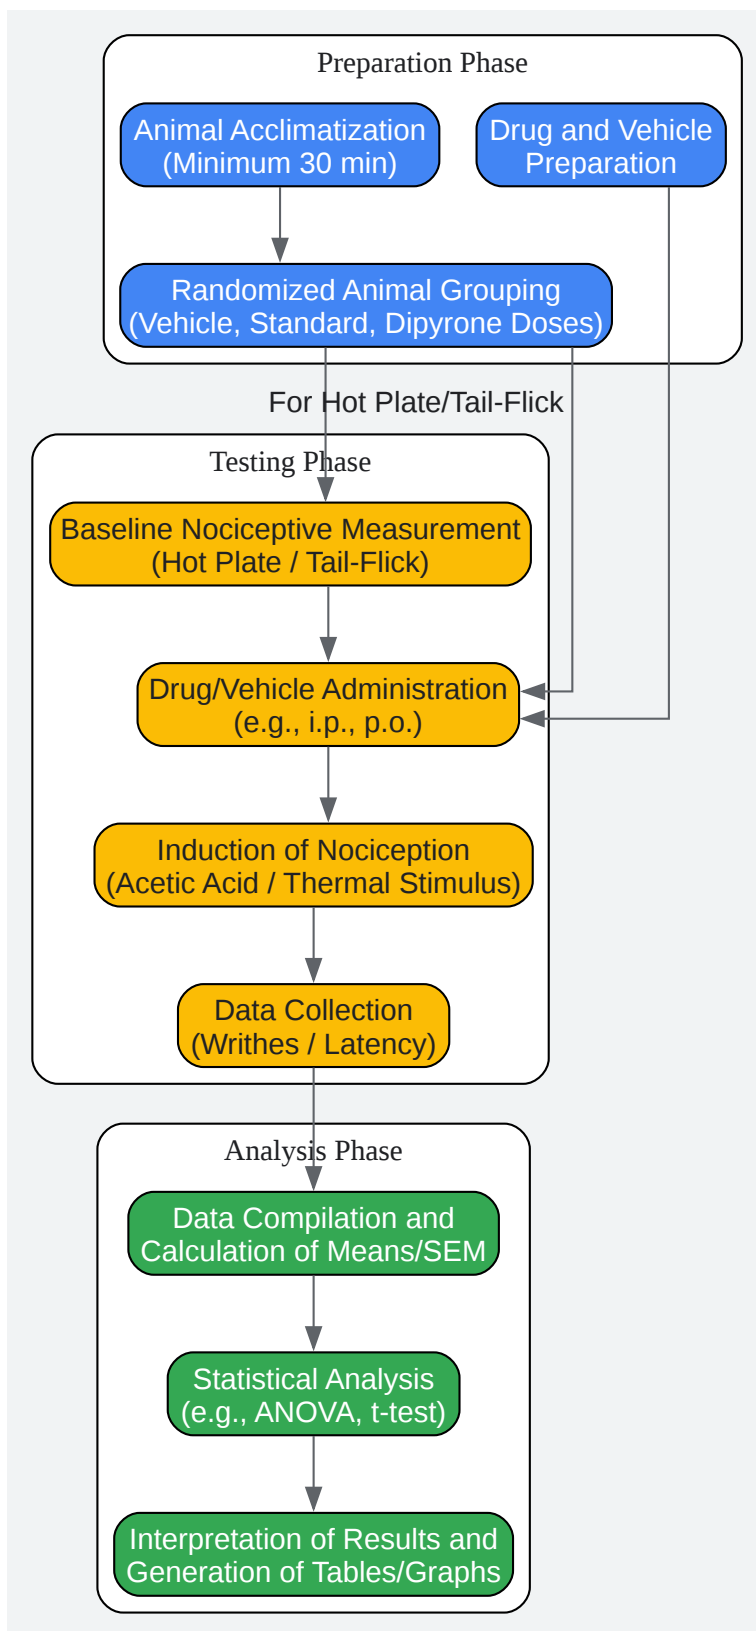 Preparation Phase
Animal Acclimatization
(Minimum 30 min)
Drug and Vehicle
Preparation
Randomized Animal Grouping
(Vehicle, Standard, Dipyrone Doses)
For Hot Plate/Tail-Flick
Testing Phase
Baseline Nociceptive Measurement
(Hot Plate / Tail-Flick)
Drug/Vehicle Administration
(e.g., i.p., p.o.)
Induction of Nociception
(Acetic Acid / Thermal Stimulus)
Data Collection
(Writhes / Latency)
Analysis Phase
Data Compilation and
Calculation of Means/SEM
Statistical Analysis
(e.g., ANOVA, t-test)
Interpretation of Results and
Generation of Tables/Graphs